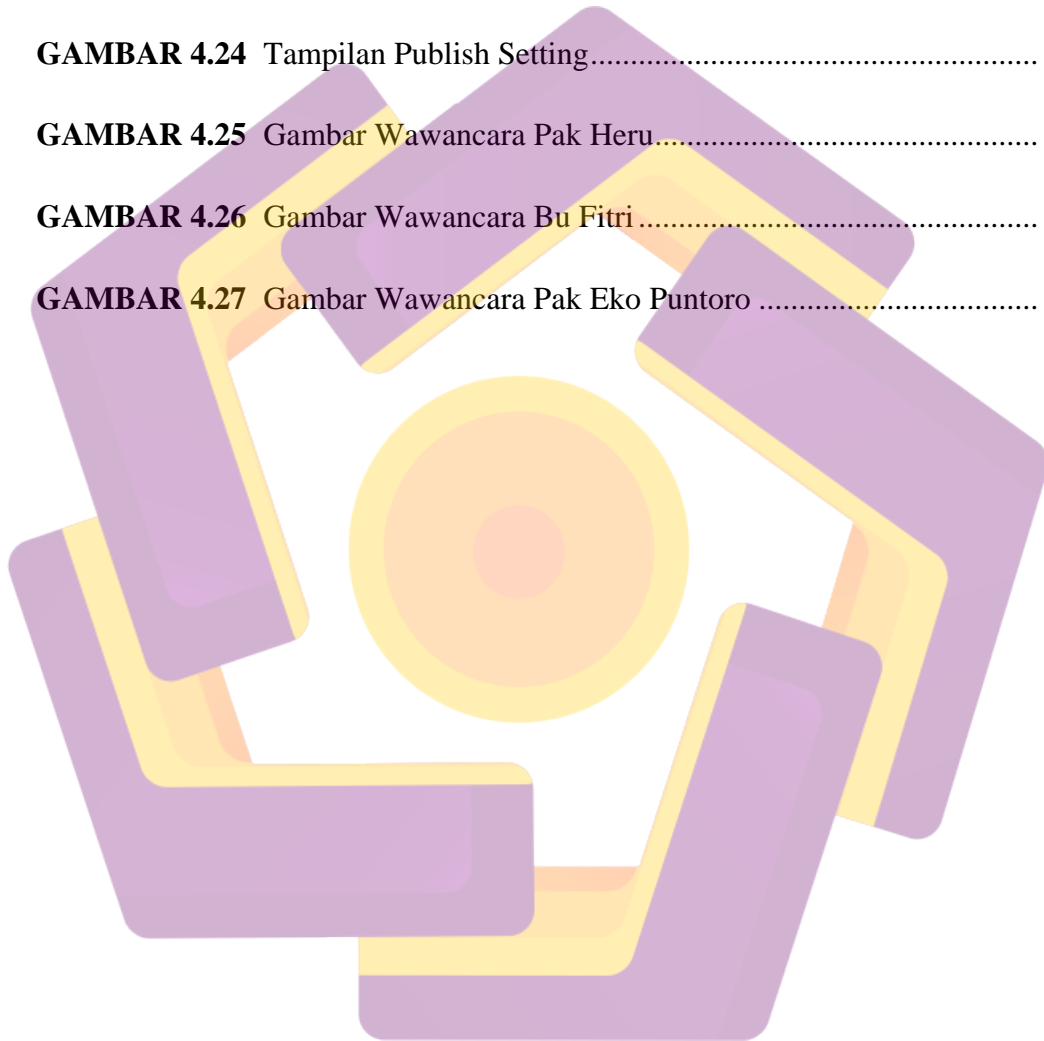 GAMBAR 4.24 Tampilan Publish Setting..........................................................
GAMBAR 4.25 Gambar Wawancara Pak Heru.................................................
GAMBAR 4.26 Gambar Wawancara Bu Fitri ....................................................
GAMBAR 4.27 Gambar Wawancara Pak Eko Puntoro ....................................